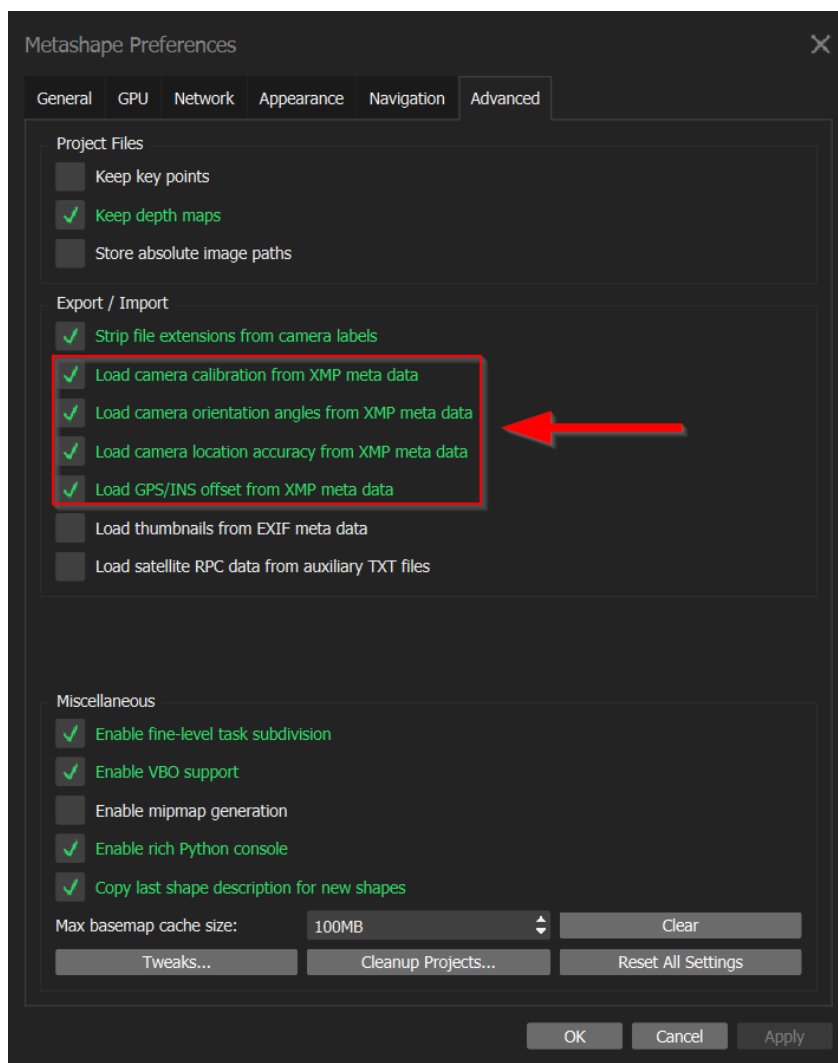 Metashape Preferences
General GPU Network Appearance Navigation Advanced
Project Files
Keep key points
Keep depth maps
Store absolute image paths
Export / Import
Strip file extensions from camera labels
Load camera calibration from XMP meta data
Load camera orientation angles from XMP meta data
Load camera location accuracy from XMP meta data
Load GPS/INS offset from XMP meta data
Load thumbnails from EXIF meta data
Load satellite RPC data from auxiliary TXT files
Miscellaneous
Enable fine-level task subdivision
Enable VBO support
Enable mipmap generation
Enable rich Python console
Copy last shape description for new shapes
Max basemap cache size: 100MB Clear
Tweaks... Cleanup Projects... Reset All Settings
OK Cancel Apply